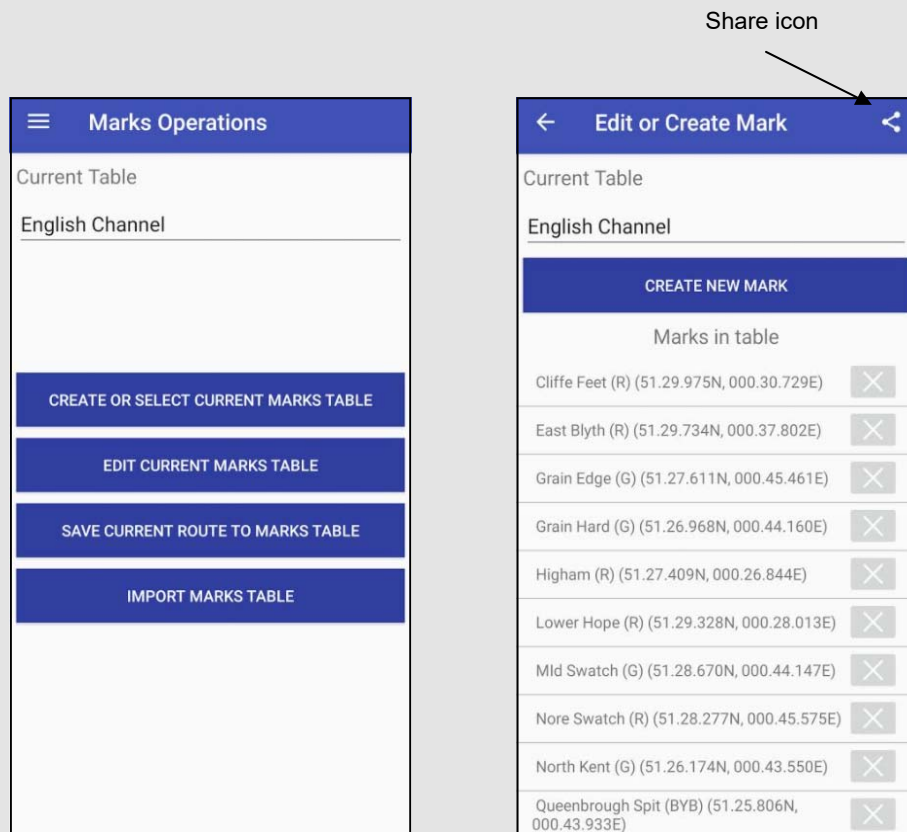 Share icon
Marks Operations
Current Table
English Channel
CREATE OR SELECT CURRENT MARKS TABLE
EDIT CURRENT MARKS TABLE
SAVE CURRENT ROUTE TO MARKS TABLE
IMPORT MARKS TABLE
Edit or Create Mark
Current Table
English Channel
CREATE NEW MARK
Marks in table
Cliffe Feet (R) (51.29.975N, 000.30.729E)
East Blyth (R) (51.29.734N, 000.37.802E)
Grain Edge (G) (51.27.611N, 000.45.461E)
Grain Hard (G) (51.26.968N, 000.44.160E)
Higham (R) (51.27.409N, 000.26.844E)
Lower Hope (R) (51.29.328N, 000.28.013E)
MId Swatch (G) (51.28.670N, 000.44.147E)
Nore Swatch (R) (51.28.277N, 000.45.575E)
North Kent (G) (51.26.174N, 000.43.550E)
Queenbrough Spit (BYB) (51.25.806N,
000.43.933E)